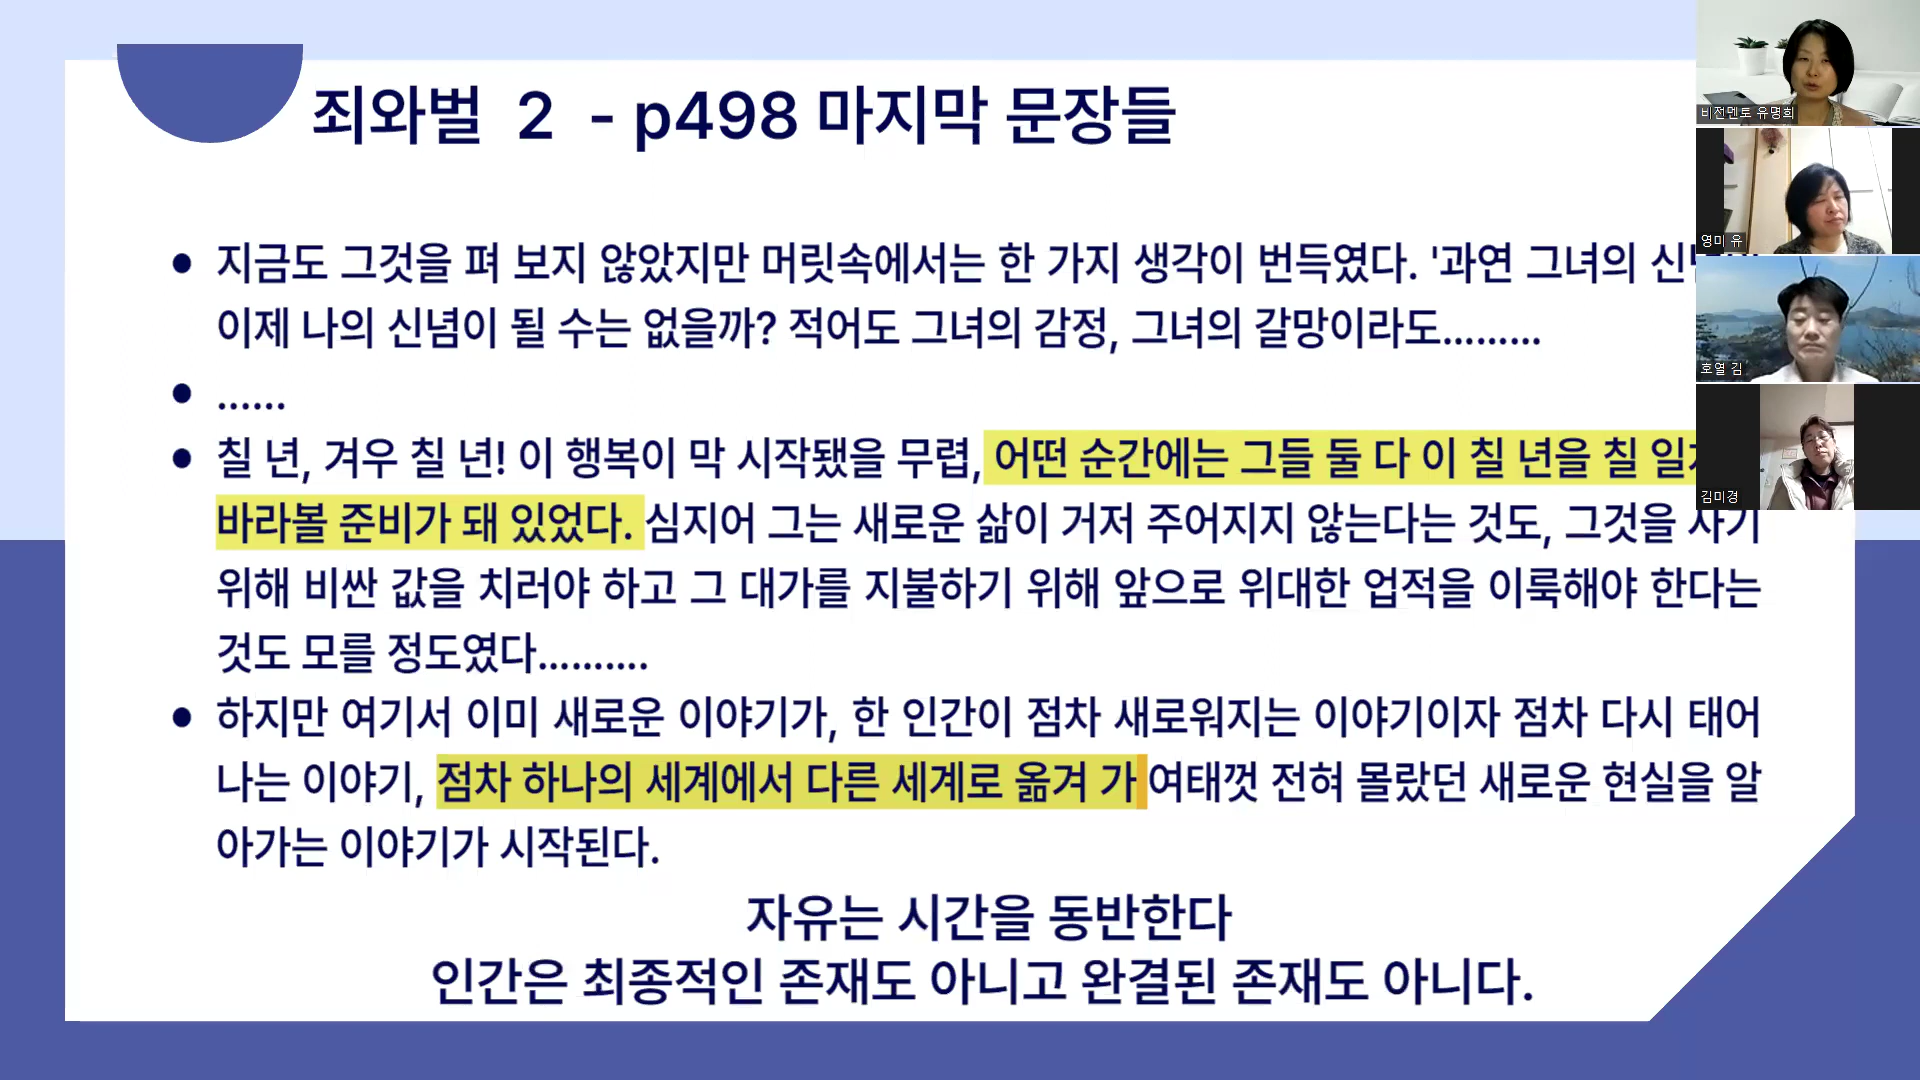 죄와벌 2 - p498 마지막 문장들
• 지금도 그것을 펴 보지 않았지만 머릿속에서는 한 가지 생각이 번득였다. '과연 그녀의
이제 나의 신념이 될 수는 없을까? 적어도 그녀의 감정, 그녀의 갈망이라도.........
• ......
• 칠 년, 겨우 칠 년! 이 행복이 막 시작됐을 무렵, 어떤 순간에는 그들 둘 다 이 칠 년을 칠
바라볼 준비가 돼 있었다. 심지어 그는 새로운 삶이 거저 주어지지 않는다는 것도, 그것을 사기
위해 비싼 값을 치러야 하고 그 대가를 지불하기 위해 앞으로 위대한 업적을 이룩해야 한다는
것도 모를 정도였다..........
• 하지만 여기서 이미 새로운 이야기가, 한 인간이 점차 새로워지는 이야기이자 점차 다시 태어
나는 이야기, 점차 하나의 세계에서 다른 세계로 옮겨 가 여태껏 전혀 몰랐던 새로운 현실을 알
아가는 이야기가 시작된다.
자유는 시간을 동반한다
인간은 최종적인 존재도 아니고 완결된 존재도 아니다.
비전멘토 유명희
영미 유
호열 김
김미경